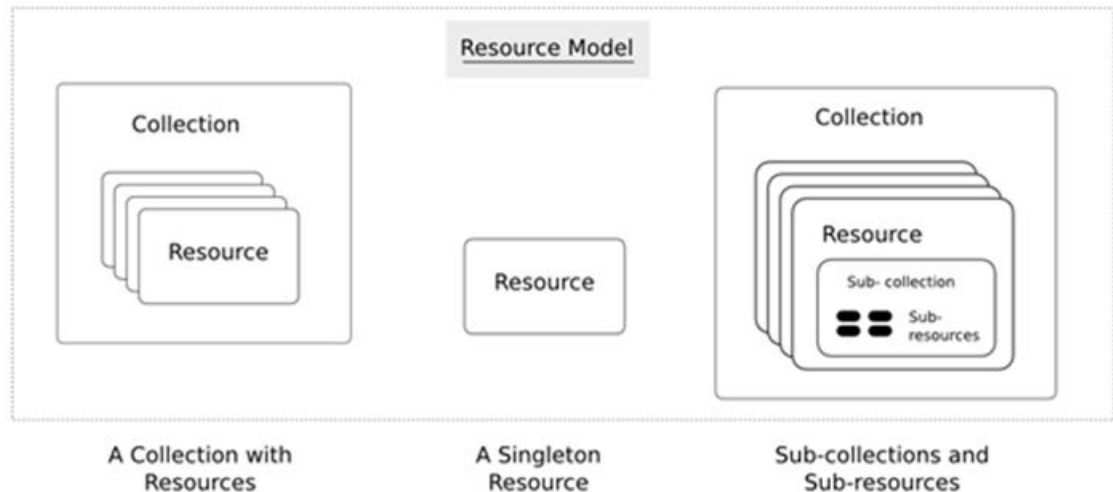 Resource Model
Collection
Resource
Resource
Collection
Resource
Sub- collection
Sub-
resources
A Collection with
Resources
A Singleton
Resource
Sub-collections and
Sub-resources